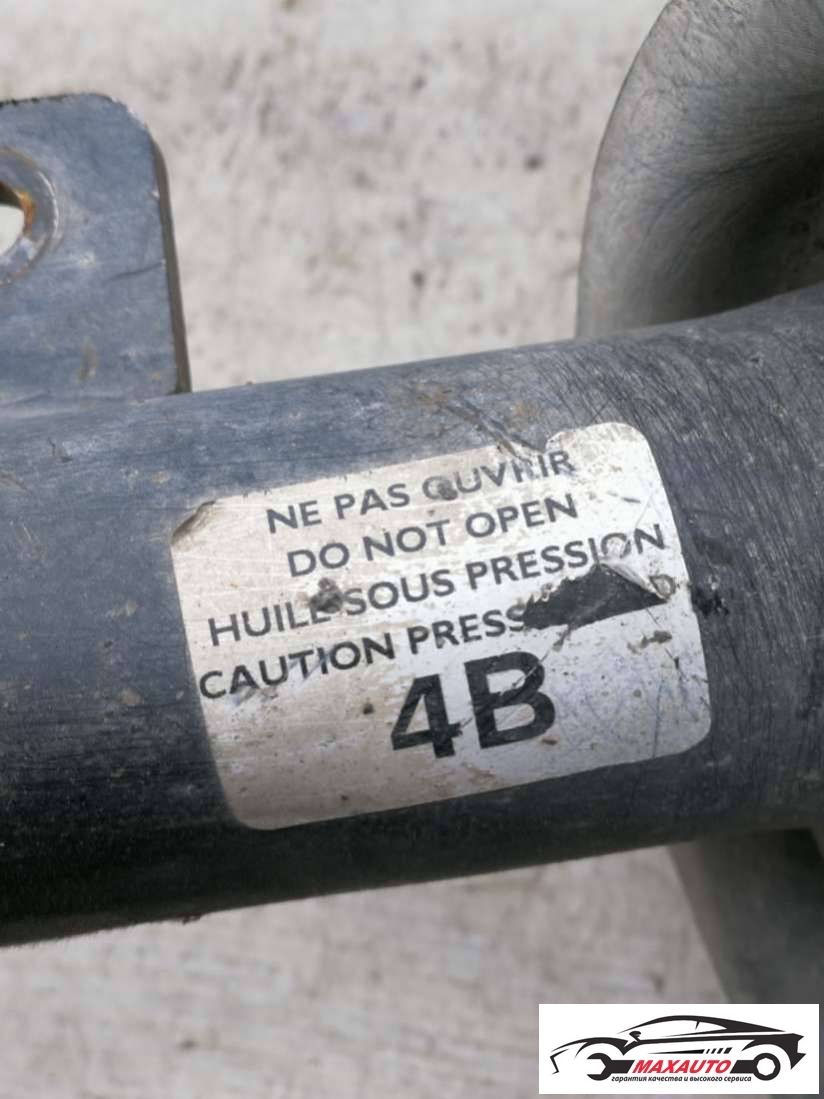 NE PAS OUVRIR
DO NOT OPEN
HUILE SOUS PRESSION
CAUTION PRESS
4B
MAXAUTO
гарантия качества и высокого сервиса